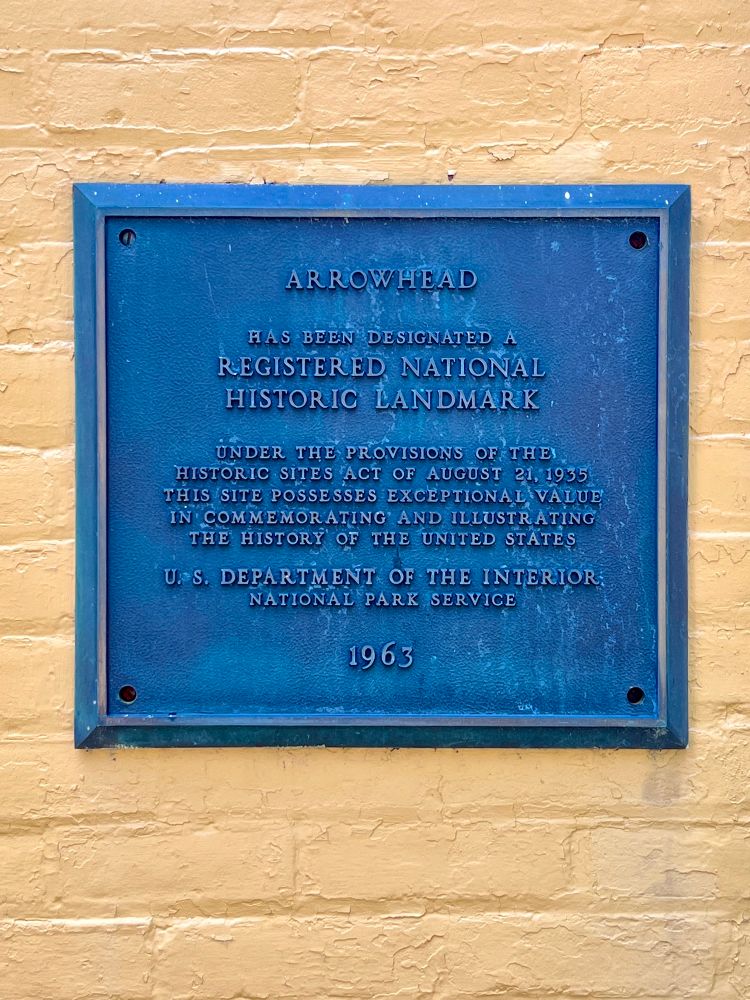 ARROWHEAD
HAS BEEN DESIGNATED A
REGISTERED NATIONAL
HISTORIC LANDMARK
UNDER THE PROVISIONS OF THE
HISTORIC SITES ACT OF AUGUST 21, 1935
THIS SITE POSSESSES EXCEPTIONAL VALUE
IN COMMEMORATING AND ILLUSTRATING
THE HISTORY OF THE UNITED STATES
U. S. DEPARTMENT OF THE INTERIOR
NATIONAL PARK SERVICE
1963